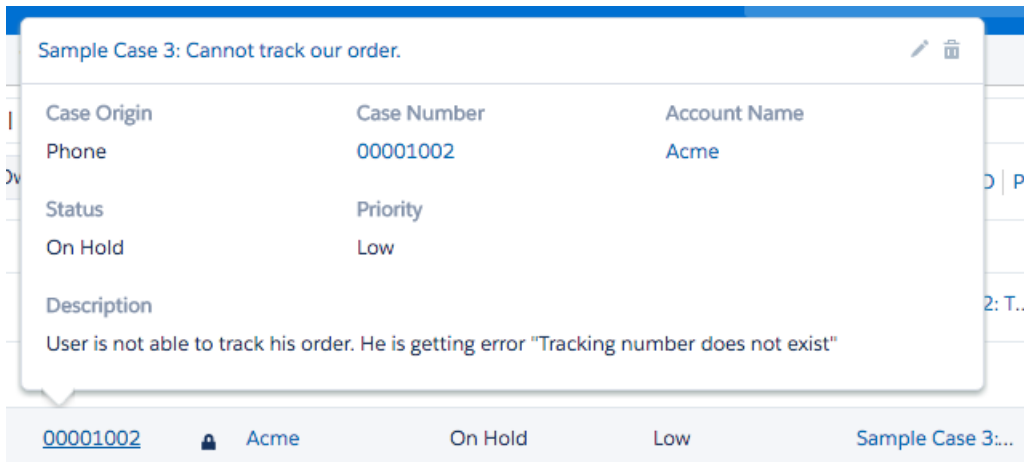 Sample Case 3: Cannot track our order.
Case Origin Case Number Account Name
Phone 00001002 Acme
Status Priority
On Hold Low
Description
User is not able to track his order. He is getting error "Tracking number does not exist"
2: T...
00001002 Acme On Hold Low Sample Case 3:...